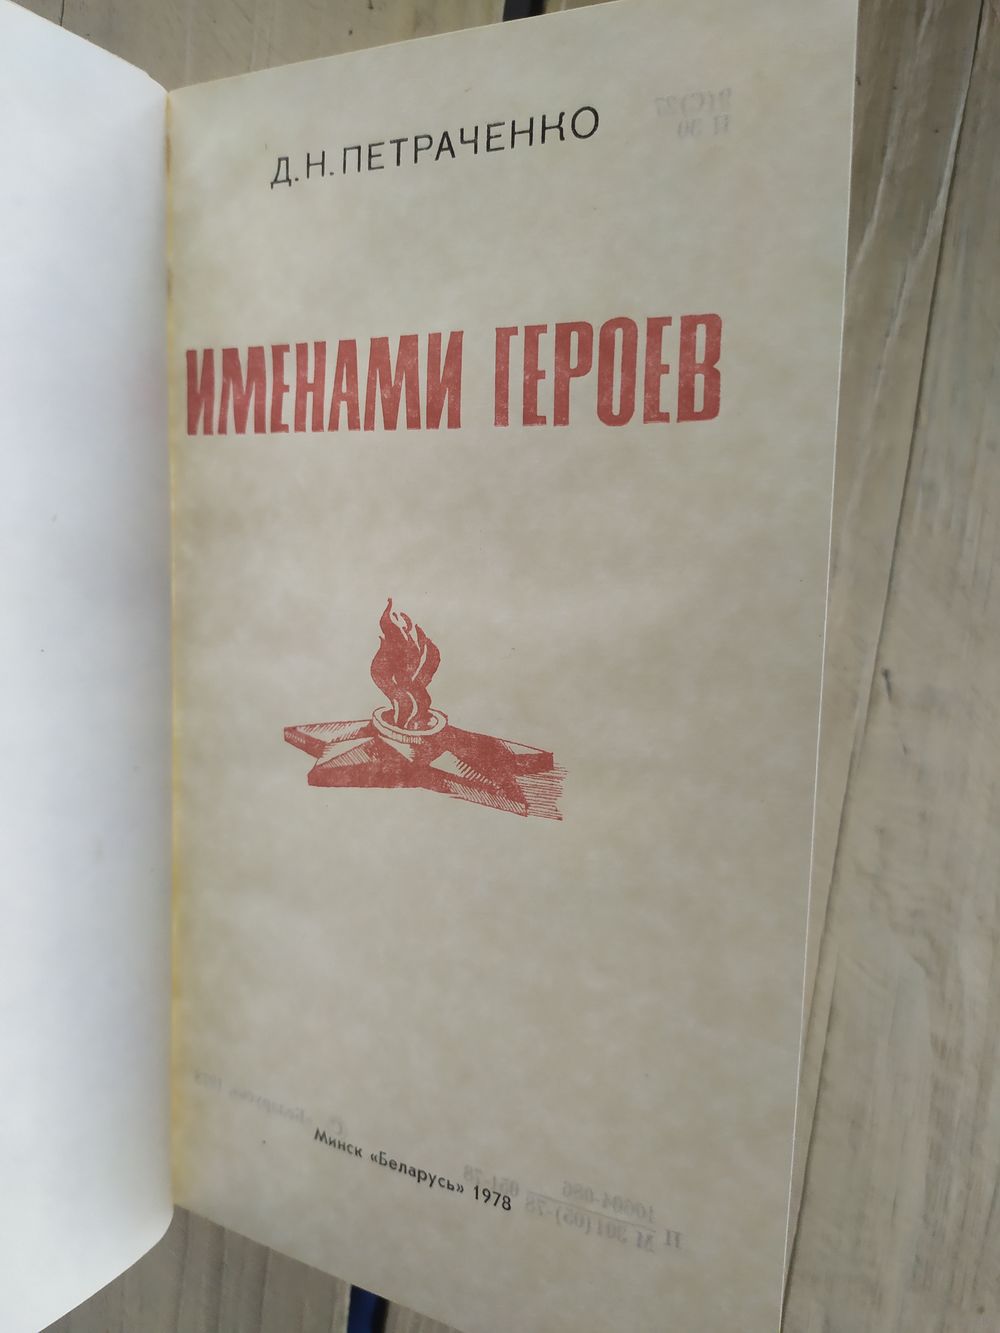 Д.Н.ПЕТРАЧЕНКО
ИМЕНАМИ ГЕРОЕВ
Минск «Беларусь» 1978